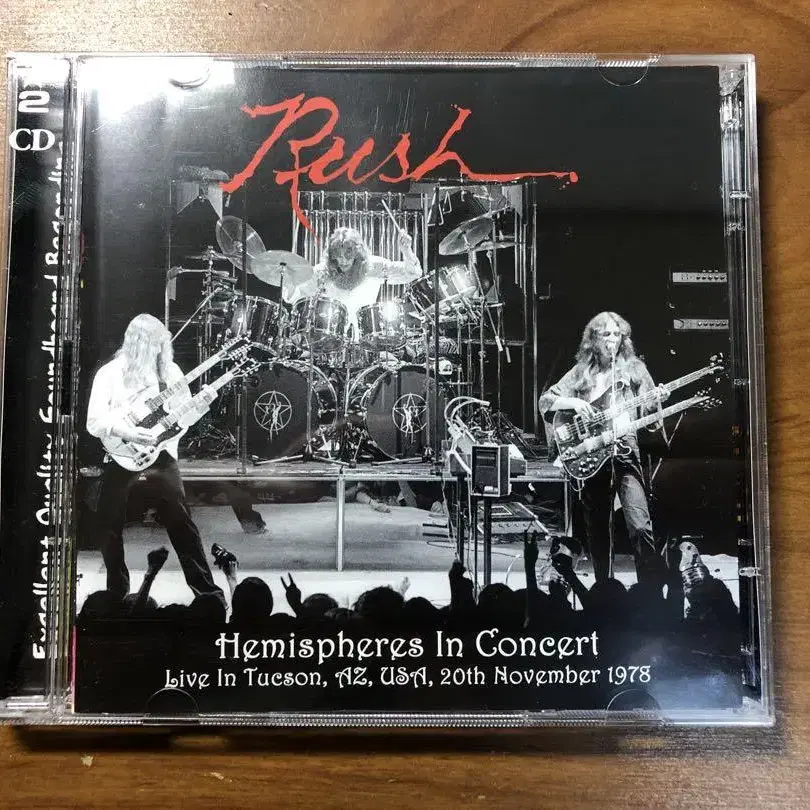 2
CD
Excellent Quality Soundboard Recording
Rush
Hemispheres In Concert
Live In Tucson, AZ, USA, 20th November 1978